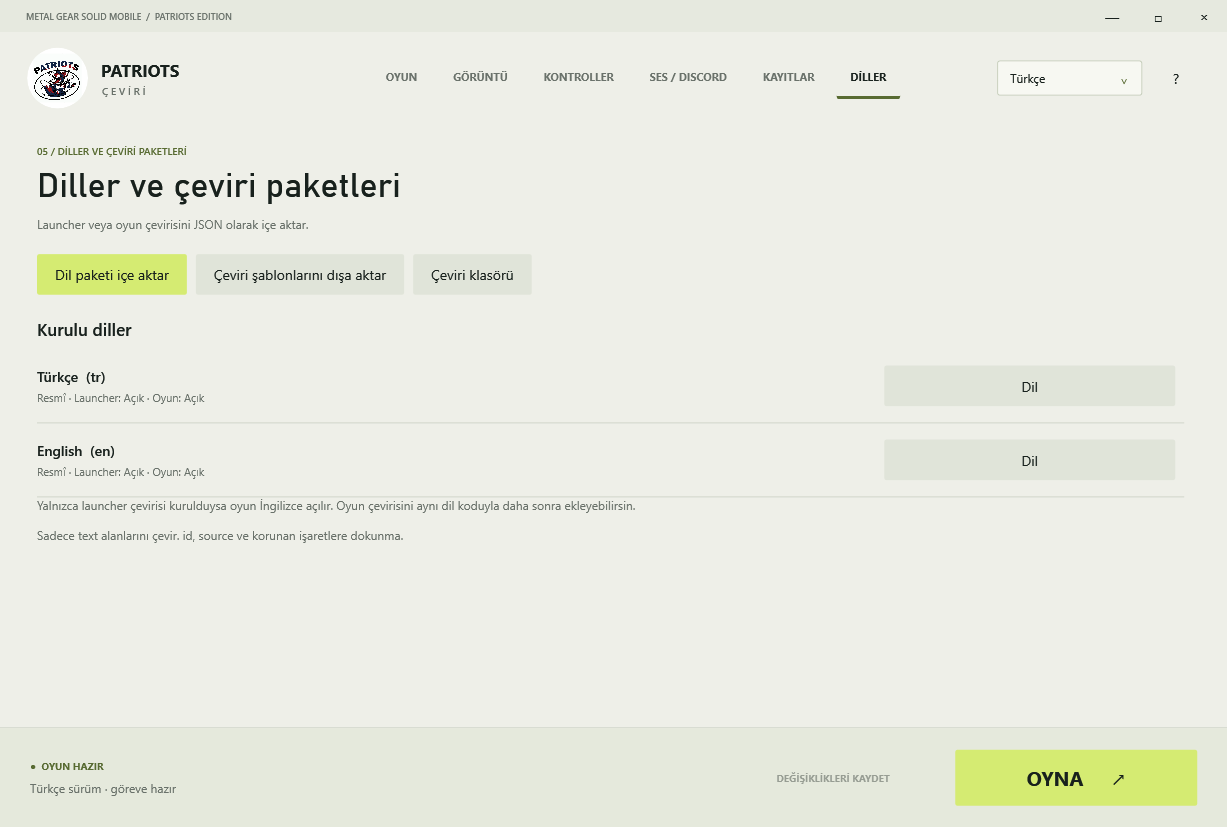 METAL GEAR SOLID MOBILE / PATRIOTS EDITION
PATRIOTS
PATRIOTS
ÇEVİRİ
OYUN
GÖRÜNTÜ
KONTROLLER
SES / DISCORD
KAYITLAR
DİLLER
Türkçe
?
05 / DİLLER VE ÇEVİRİ PAKETLERİ
Diller ve çeviri paketleri
Launcher veya oyun çevirisini JSON olarak içe aktar.
Dil paketi içe aktar
Çeviri şablonlarını dışa aktar
Çeviri klasörü
Kurulu diller
Türkçe (tr)
Resmî · Launcher: Açık · Oyun: Açık
Dil
English (en)
Resmî · Launcher: Açık · Oyun: Açık
Dil
Yalnızca launcher çevirisi kurulduysa oyun İngilizce açılır. Oyun çevirisini aynı dil koduyla daha sonra ekleyebilirsin.
Sadece text alanlarını çevir. id, source ve korunan işaretlere dokunma.
● OYUN HAZIR
Türkçe sürüm · göreve hazır
DEĞİŞİKLİKLERİ KAYDET
OYNA ↗